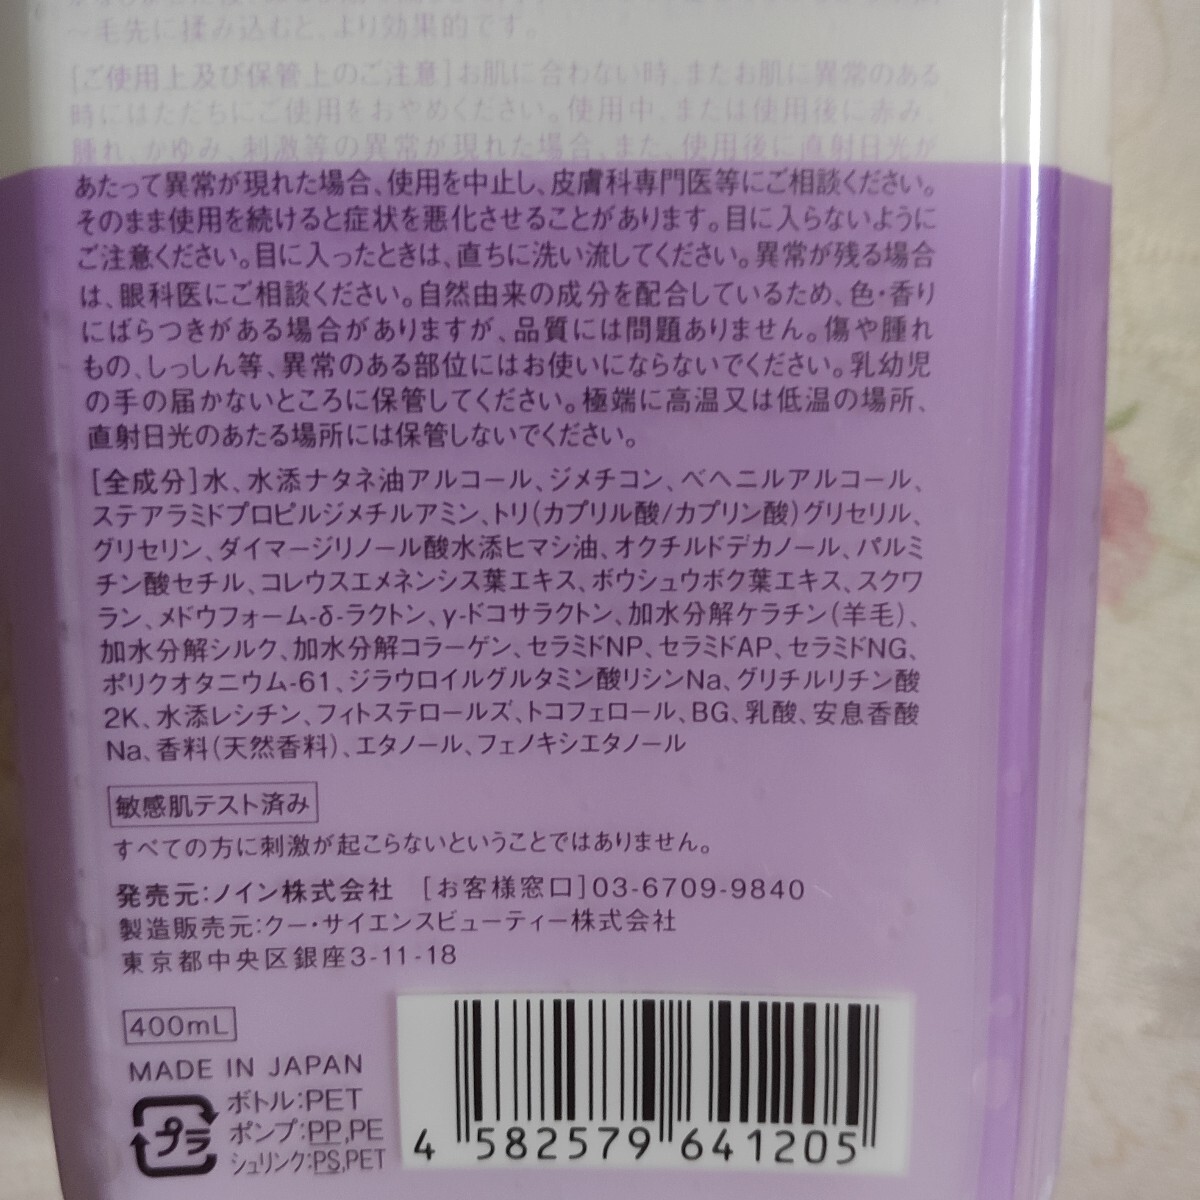 ～毛先に揉み込むと、より効果的です。
[ご使用上及び保管上のご注意]お肌に合わない時、またお肌に異常のある
時にはただちにご使用をおやめください。使用中、または使用後に赤み、
腫れ、かゆみ、刺激等の異常が現れた場合、また、使用後に直射日光が
あたって異常が現れた場合、使用を中止し、皮膚科専門医等にご相談ください。
そのまま使用を続けると症状を悪化させることがあります。目に入らないように
ご注意ください。目に入ったときは、直ちに洗い流してください。異常が残る場合
は、眼科医にご相談ください。自然由来の成分を配合しているため、色・香り
にばらつきがある場合がありますが、品質には問題ありません。傷や腫れ
もの、しっしん等、異常のある部位にはお使いにならないでください。乳幼児
の手の届かないところに保管してください。極端に高温又は低温の場所、
直射日光のあたる場所には保管しないでください。
[全成分]水、水添ナタネ油アルコール、ジメチコン、ベヘニルアルコール、
ステアラミドプロピルジメチルアミン、トリ(カプリル酸/カプリン酸)グリセリル、
グリセリン、ダイマージリノール酸水添ヒマシ油、オクチルドデカノール、パルミ
チン酸セチル、コレウスエメネンシス葉エキス、ボウシュウボク葉エキス、スクワ
ラン、メドウフォーム-δ-ラクトン、γ-ドコサラクトン、加水分解ケラチン(羊毛)、
加水分解シルク、加水分解コラーゲン、セラミドNP、セラミドAP、セラミドNG、
ポリクオタニウム-61、ジラウロイルグルタミン酸リシンNa、グリチルリチン酸
2K、水添レシチン、フィトステロールズ、トコフェロール、BG、乳酸、安息香酸
Na、香料(天然香料)、エタノール、フェノキシエタノール
敏感肌テスト済み
すべての方に刺激が起こらないということではありません。
発売元:ノイン株式会社 [お客様窓口]03-6709-9840
製造販売元:クー・サイエンスビューティー株式会社
東京都中央区銀座3-11-18
400mL
MADE IN JAPAN
プラ
ボトル:PET
ポンプ:PP,PE
シュリンク:PS,PET
4 582579 641205